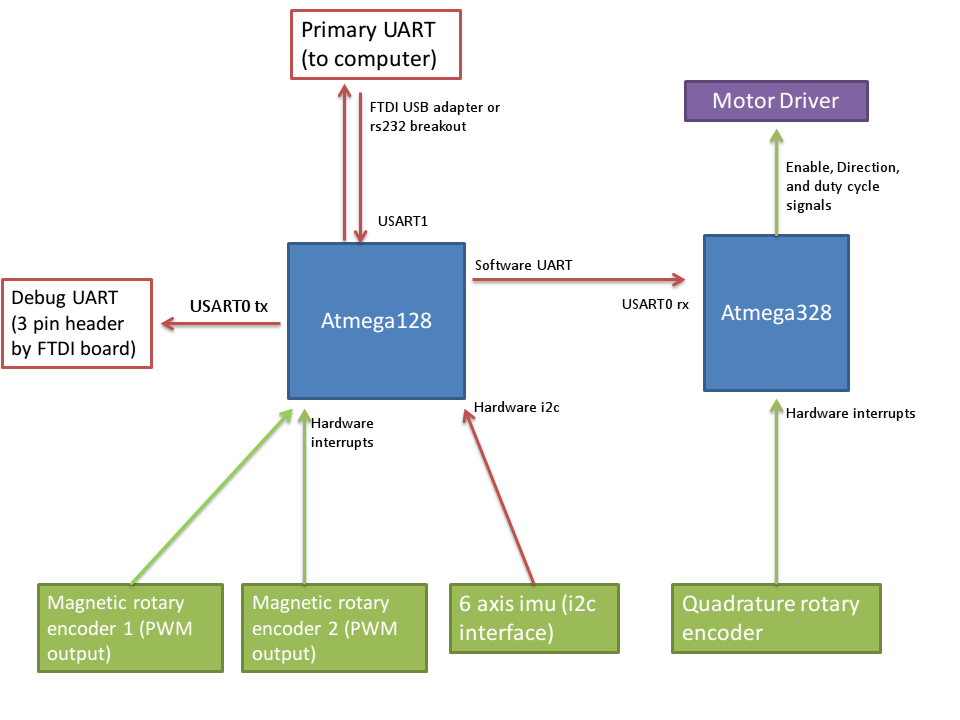 Primary UART
(to computer)
FTDI USB adapter or
rs232 breakout
Motor Driver
Enable, Direction,
and duty cycle
signals
USART1
Software UART
USART0 rx
Debug UART
(3 pin header
by FTDI board)
USART0 tx
Atmega128
Atmega328
Hardware i2c
Hardware
interrupts
Hardware interrupts
Magnetic rotary
encoder 1 (PWM
output)
Magnetic rotary
encoder 2 (PWM
output)
6 axis imu (i2c
interface)
Quadrature rotary
encoder